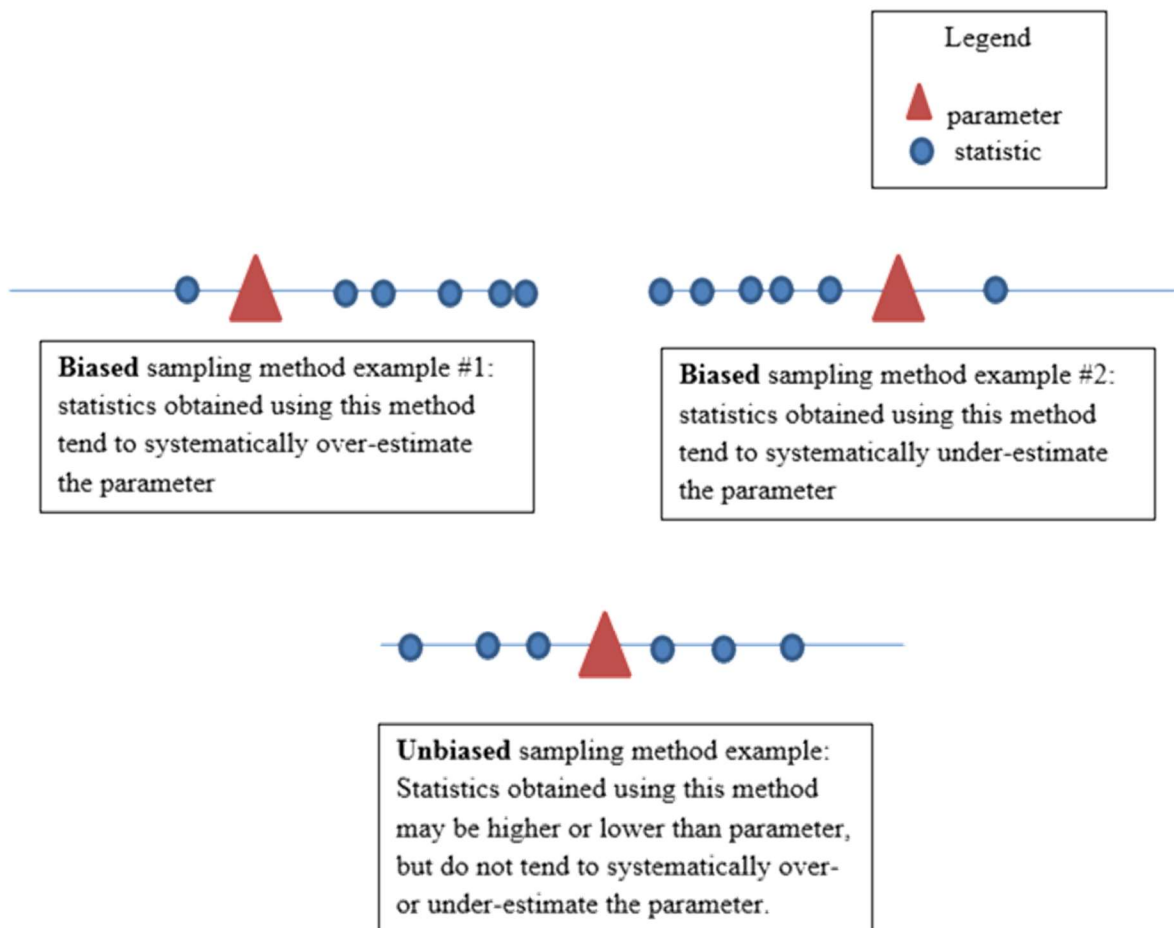 Legend
parameter
statistic
Biased sampling method example #1:
statistics obtained using this method
tend to systematically over-estimate
the parameter
Biased sampling method example #2:
statistics obtained using this method
tend to systematically under-estimate
the parameter
Unbiased sampling method example:
Statistics obtained using this method
may be higher or lower than parameter,
but do not tend to systematically over-
or under-estimate the parameter.